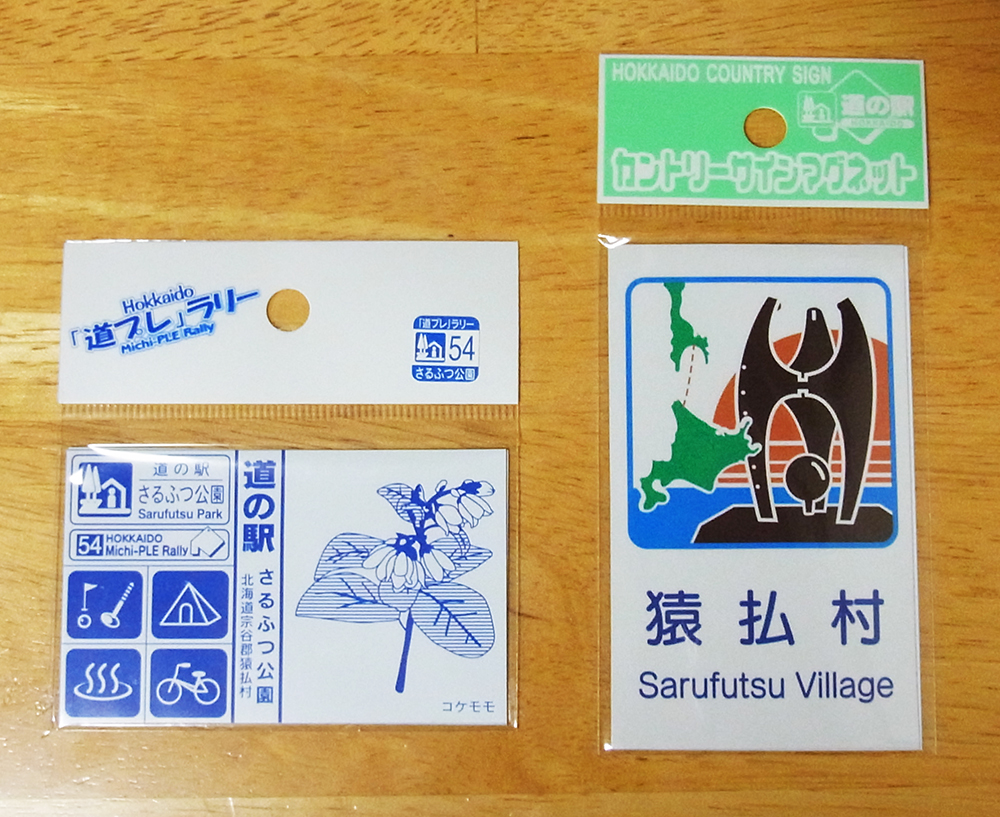 HOKKAIDO COUNTRY SIGN
道の駅
HOKKAIDO
カントリーサインマグネット
Hokkaido
「道プレ」ラリー
Michi-PLE Rally
「道プレ」ラリー
54
さるふつ公園
道の駅
さるふつ公園
Sarufutsu Park
54 HOKKAIDO
Michi-PLE Rally
道の駅 さるふつ公園
北海道宗谷郡猿払村
コケモモ
猿払村
Sarufutsu Village